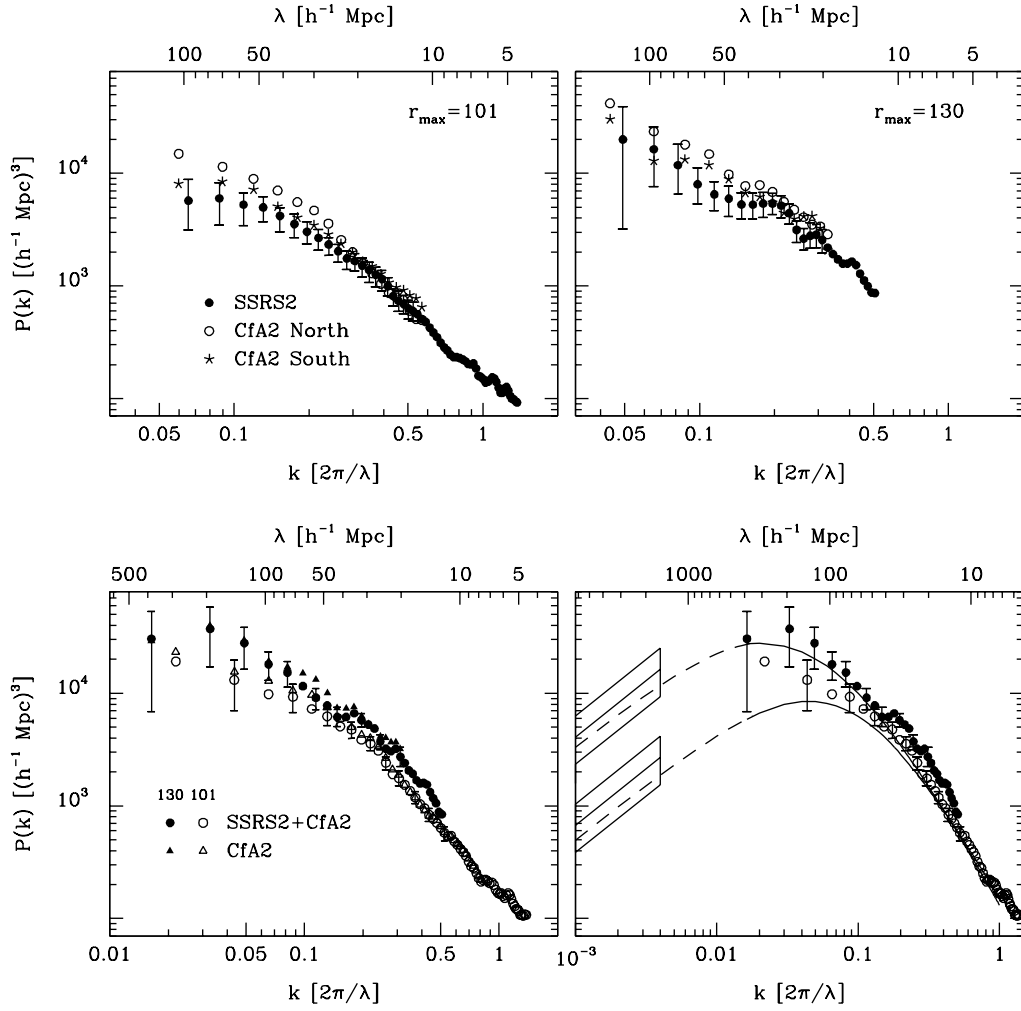 λ [h⁻¹ Mpc]
100 50 10 5
r_max=101
P(k) [(h⁻¹ Mpc)³]
10⁴
10³
SSRS2
CfA2 North
CfA2 South
0.05 0.1 0.5 1
k [2π/λ]
λ [h⁻¹ Mpc]
100 50 10 5
r_max=130
0.05 0.1 0.5 1
k [2π/λ]
λ [h⁻¹ Mpc]
500 100 50 10 5
P(k) [(h⁻¹ Mpc)³]
10⁴
10³
130 101
SSRS2+CfA2
CfA2
0.01 0.05 0.1 0.5 1
k [2π/λ]
λ [h⁻¹ Mpc]
1000 100 10
10⁻³ 0.01 0.1 1
k [2π/λ]